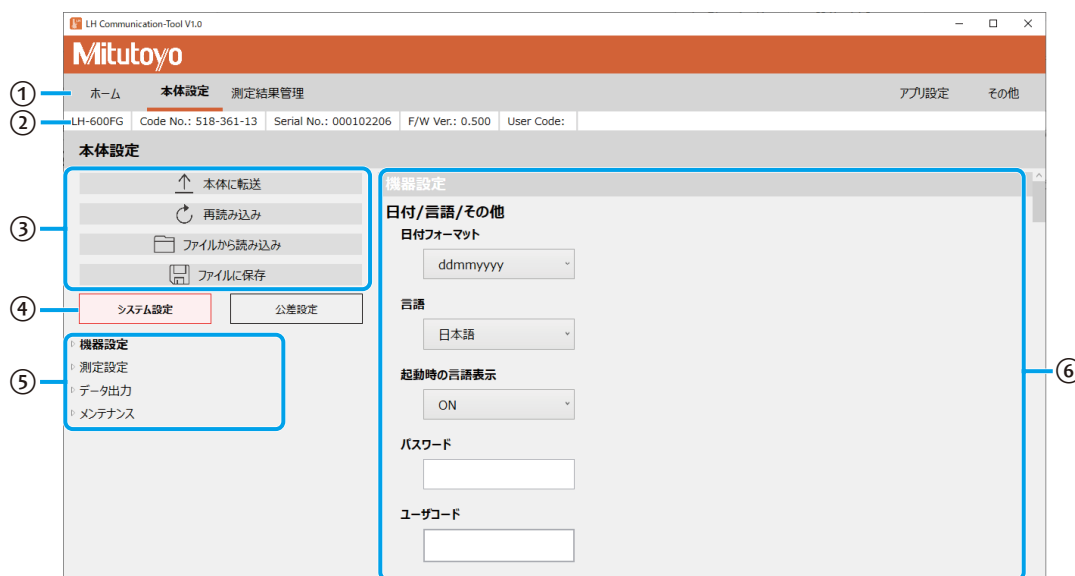 LH Communication-Tool V1.0
Mitutoyo
① ホーム 本体設定 測定結果管理 アプリ設定 その他
② LH-600FG Code No.: 518-361-13 Serial No.: 000102206 F/W Ver.: 0.500 User Code:
本体設定
③ 本体に転送
再読み込み
ファイルから読み込み
ファイルに保存
④ システム設定 公差設定
⑤ 機器設定
測定設定
データ出力
メンテナンス
⑥ 機器設定
日付/言語/その他
日付フォーマット
ddmmyyyy
言語
日本語
起動時の言語表示
ON
パスワード
ユーザコード